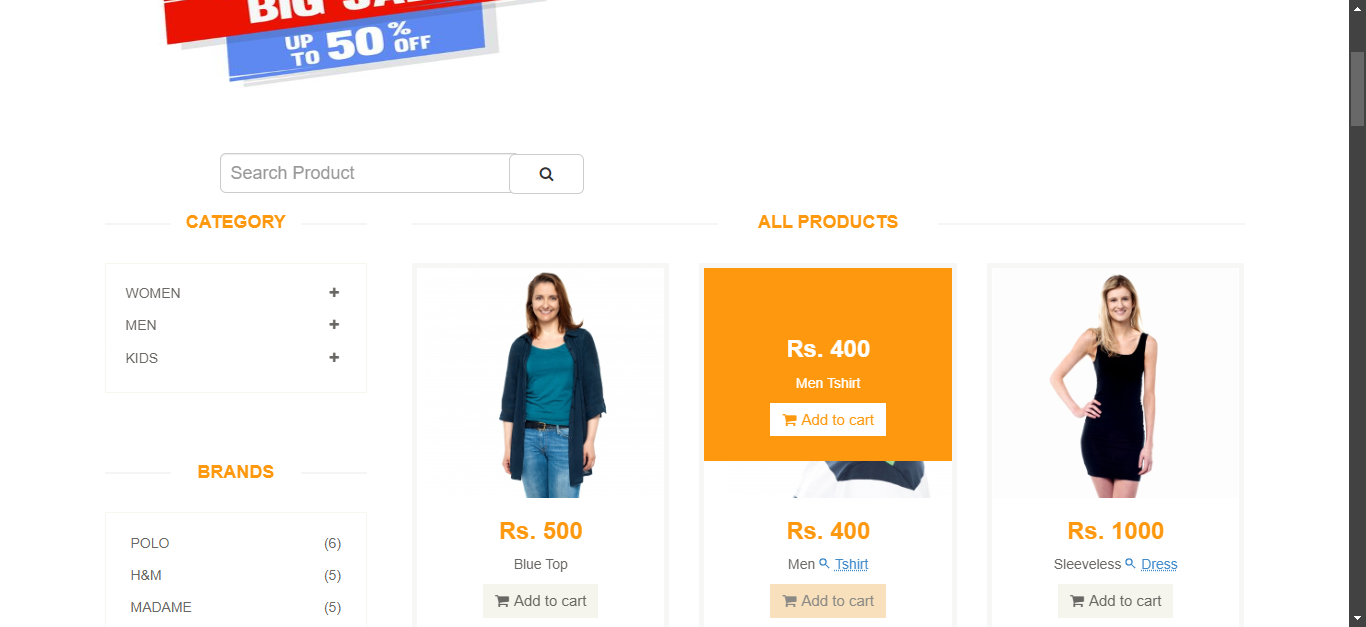 BIG SA
UP TO 50 % OFF
Search Product
CATEGORY
ALL PRODUCTS
WOMEN
MEN
KIDS
BRANDS
POLO (6)
H&M (5)
MADAME (5)
Rs. 500
Blue Top
Add to cart
Rs. 400
Men Tshirt
Add to cart
Rs. 400
Men Tshirt
Add to cart
Rs. 1000
Sleeveless Dress
Add to cart